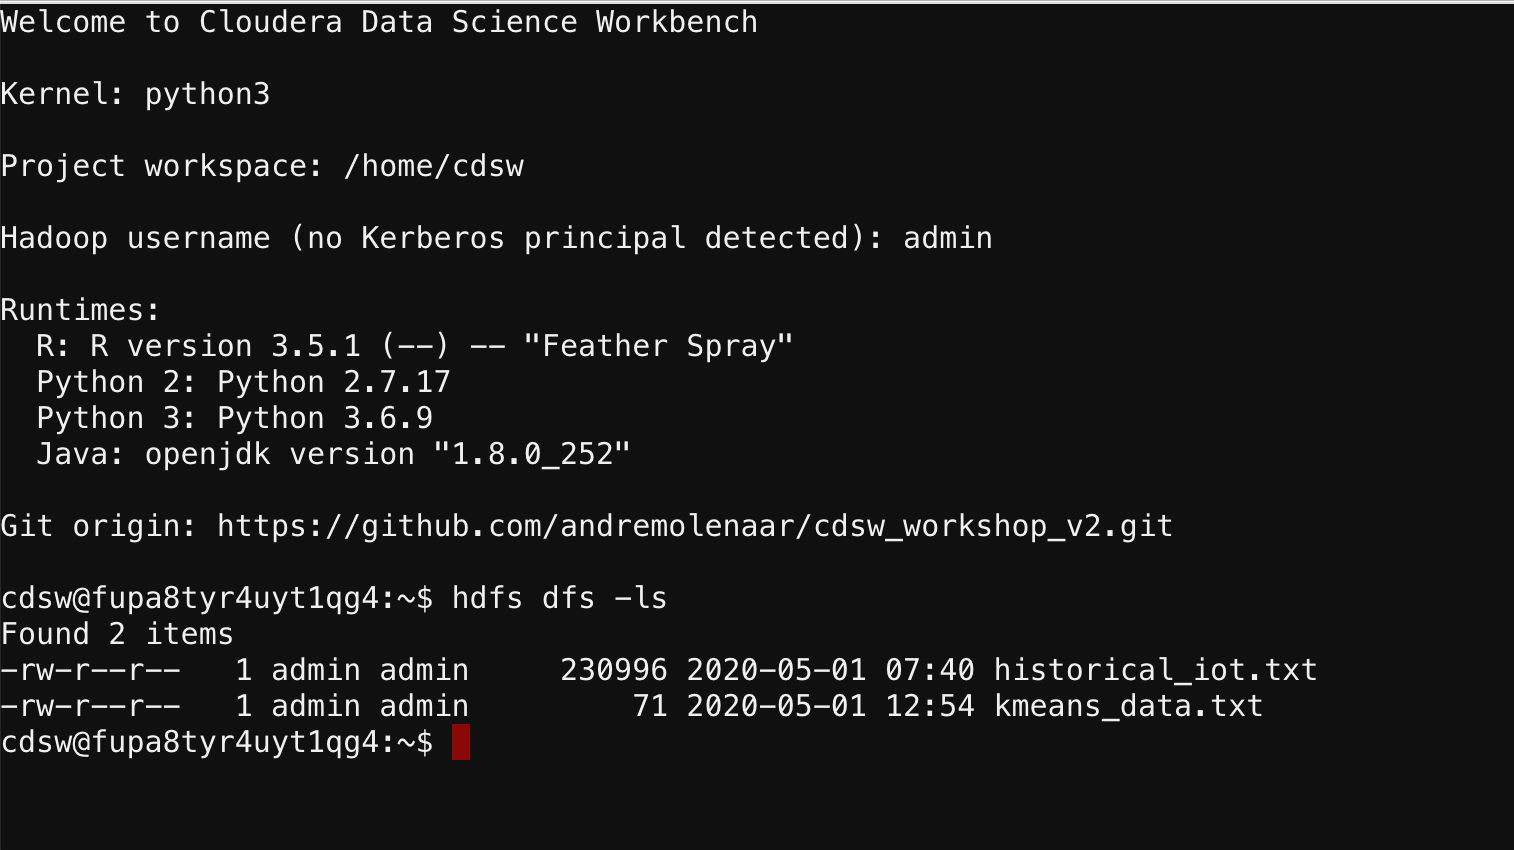 Welcome to Cloudera Data Science Workbench
Kernel: python3
Project workspace: /home/cdsw
Hadoop username (no Kerberos principal detected): admin
Runtimes:
  R: R version 3.5.1 (--) -- "Feather Spray"
  Python 2: Python 2.7.17
  Python 3: Python 3.6.9
  Java: openjdk version "1.8.0_252"
Git origin: https://github.com/andremolenaar/cdsw_workshop_v2.git
cdsw@fupa8tyr4uyt1qg4:~$ hdfs dfs -ls
Found 2 items
-rw-r--r--   1 admin admin     230996 2020-05-01 07:40 historical_iot.txt
-rw-r--r--   1 admin admin         71 2020-05-01 12:54 kmeans_data.txt
cdsw@fupa8tyr4uyt1qg4:~$